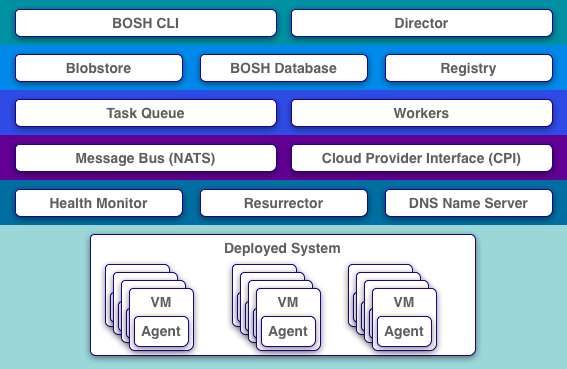 BOSH CLI
Director
Blobstore
BOSH Database
Registry
Task Queue
Workers
Message Bus (NATS)
Cloud Provider Interface (CPI)
Health Monitor
Resurrector
DNS Name Server
Deployed System
VM
VM
VM
Agent
Agent
Agent